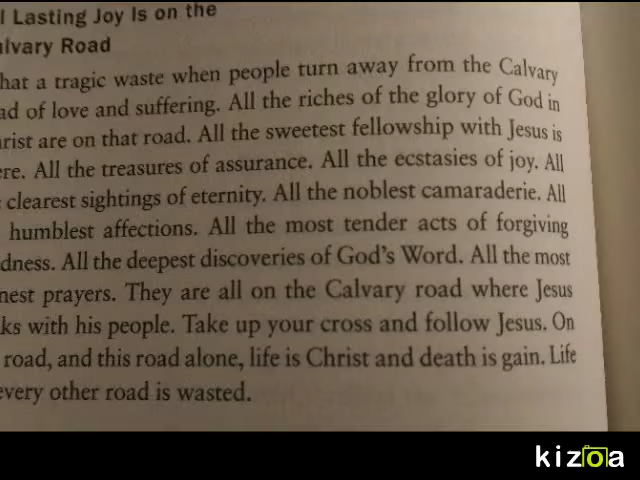 l Lasting Joy Is on the
alvary Road
hat a tragic waste when people turn away from the Calvary
ad of love and suffering. All the riches of the glory of God in
rist are on that road. All the sweetest fellowship with Jesus is
ere. All the treasures of assurance. All the ecstasies of joy. All
clearest sightings of eternity. All the noblest camaraderie. All
humblest affections. All the most tender acts of forgiving
dness. All the deepest discoveries of God's Word. All the most
nest prayers. They are all on the Calvary road where Jesus
ks with his people. Take up your cross and follow Jesus. On
road, and this road alone, life is Christ and death is gain. Life
every other road is wasted.
kizoa